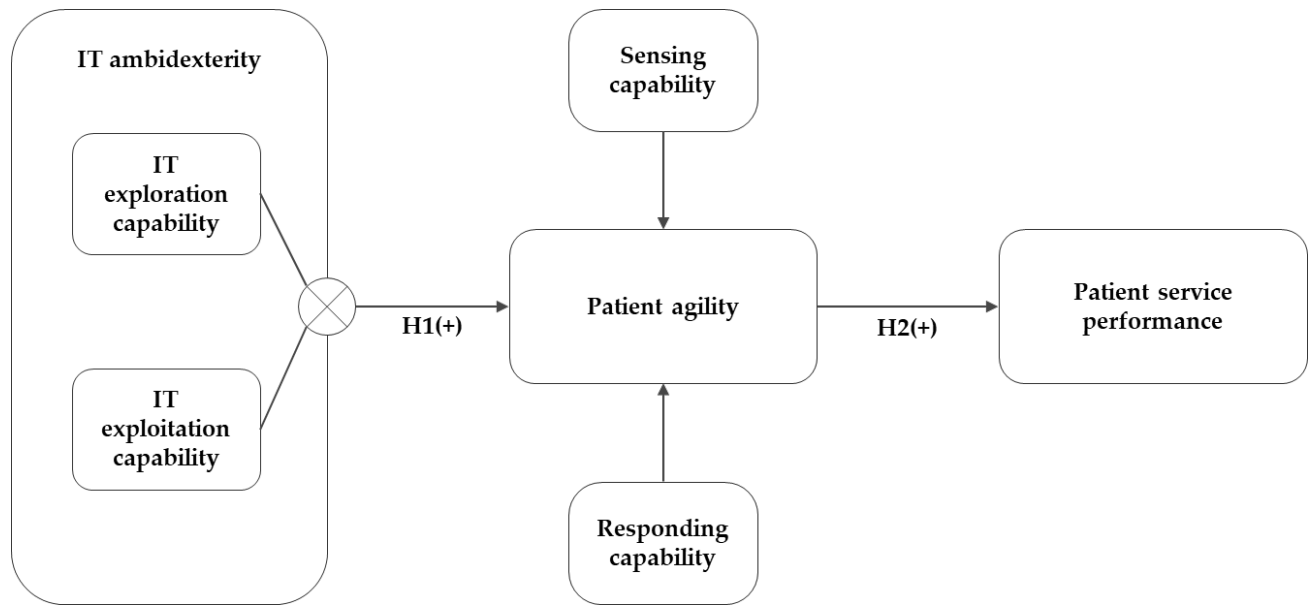 IT ambidexterity
IT
exploration
capability
IT
exploitation
capability
H1(+)
Sensing
capability
Patient agility
Responding
capability
H2(+)
Patient service
performance